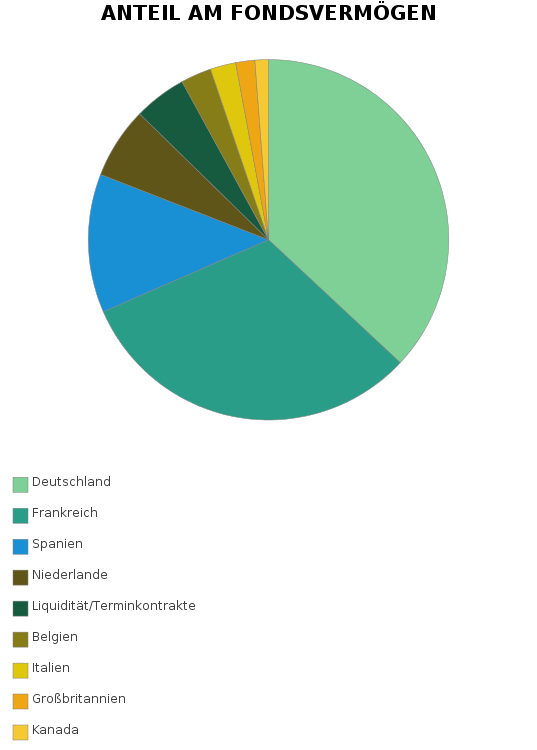 ANTEIL AM FONDSVERMÖGEN
Deutschland
Frankreich
Spanien
Niederlande
Liquidität/Terminkontrakte
Belgien
Italien
Großbritannien
Kanada